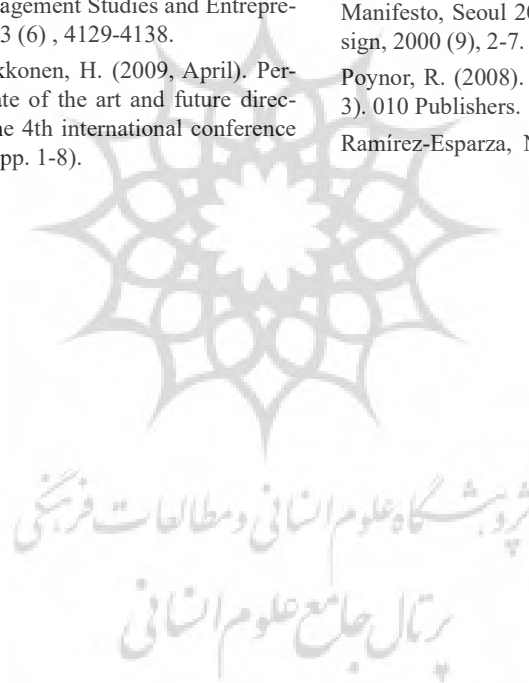 agement Studies and Entrepre-
3 (6) , 4129-4138.
kkonen, H. (2009, April). Per-
ate of the art and future direc-
ne 4th international conference
pp. 1-8).
Manifesto, Seoul 20
sign, 2000 (9), 2-7.
Poynor, R. (2008).
3). 010 Publishers.
Ramírez-Esparza, N
پژوهشگاه علوم انسانی و مطالعات فرهنگی
پرتال جامع علوم انسانی